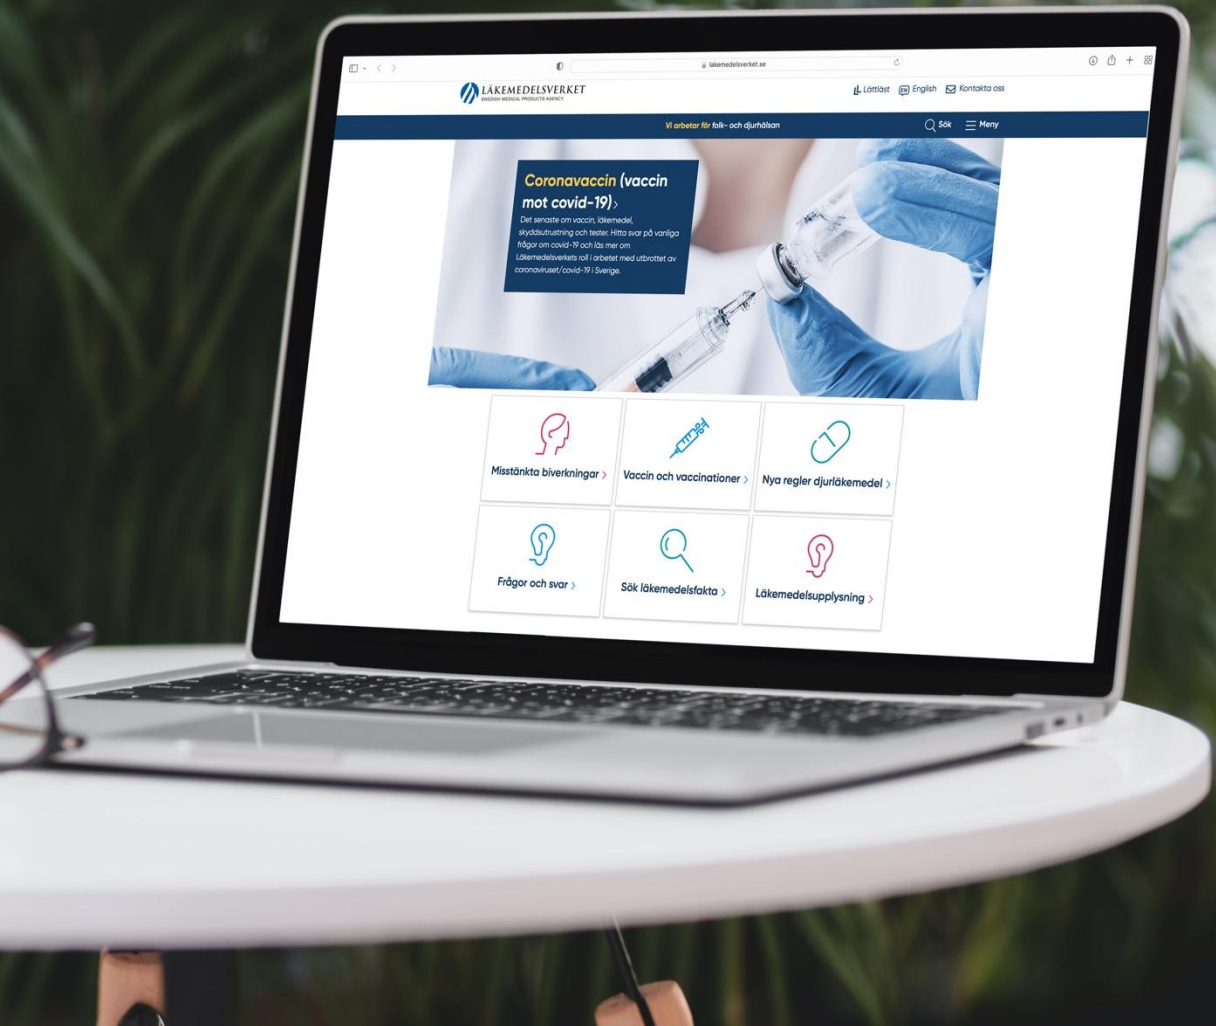 läkemedelsverket.se
LÄKEMEDELSVERKET
SWEDISH MEDICAL PRODUCTS AGENCY
LL Lättläst EN English Kontakta oss
Vi arbetar för folk- och djurhälsan
Sök Meny
Coronavaccin (vaccin
mot covid-19) >
Det senaste om vaccin, läkemedel,
skyddsutrustning och tester. Hitta svar på vanliga
frågor om covid-19 och läs mer om
Läkemedelsverkets roll i arbetet med utbrottet av
coronaviruset/covid-19 i Sverige.
Misstänkta biverkningar >
Vaccin och vaccinationer >
Nya regler djurläkemedel >
Frågor och svar >
Sök läkemedelsfakta >
Läkemedelsupplysning >